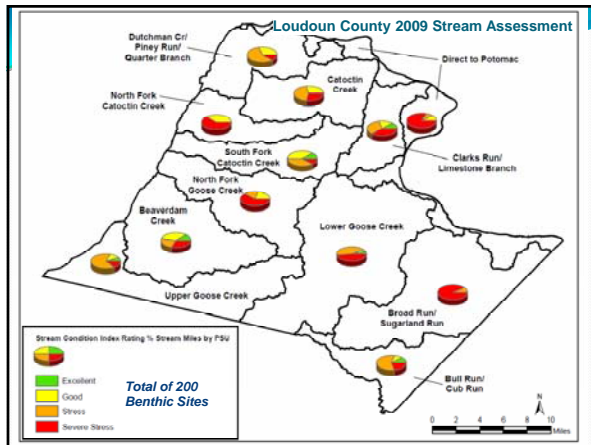 Loudoun County 2009 Stream Assessment
Dutchman Cr/
Piney Run/
Quarter Branch
Direct to Potomac
Catoctin
Creek
North Fork
Catoctin Creek
South Fork
Catoctin Creek
Clarks Run/
Limestone Branch
North Fork
Goose Creek
Beaverdam
Creek
Lower Goose Creek
Upper Goose Creek
Broad Run/
Sugarland Run
Bull Run/
Cub Run
Stream Condition Index Rating % Stream Miles by PSU
Excellent
Good
Stress
Severe Stress
Total of 200
Benthic Sites
N
0 2 4 6 8 10
Miles